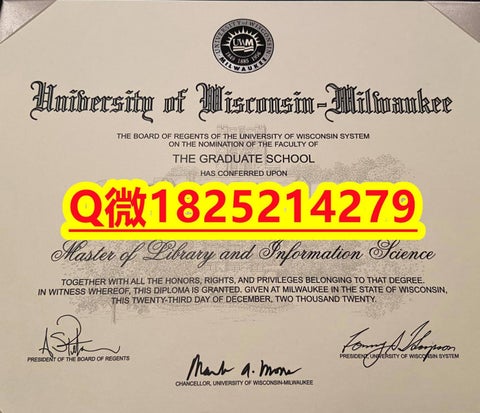 UNIVERSITY OF WISCONSIN
UWM
MILWAUKEE
University of Wisconsin-Milwaukee
THE BOARD OF REGENTS OF THE UNIVERSITY OF WISCONSIN SYSTEM
ON THE NOMINATION OF THE FACULTY OF
THE GRADUATE SCHOOL
HAS CONFERRED UPON
Q微1825214279
Master of Library and Information Science
TOGETHER WITH ALL THE HONORS, RIGHTS, AND PRIVILEGES BELONGING TO THAT DEGREE.
IN WITNESS WHEREOF, THIS DIPLOMA IS GRANTED. GIVEN AT MILWAUKEE IN THE STATE OF WISCONSIN,
THIS TWENTY-THIRD DAY OF DECEMBER, TWO THOUSAND TWENTY.
PRESIDENT OF THE BOARD OF REGENTS
PRESIDENT, UNIVERSITY OF WISCONSIN SYSTEM
Mark A. Mone
CHANCELLOR, UNIVERSITY OF WISCONSIN-MILWAUKEE